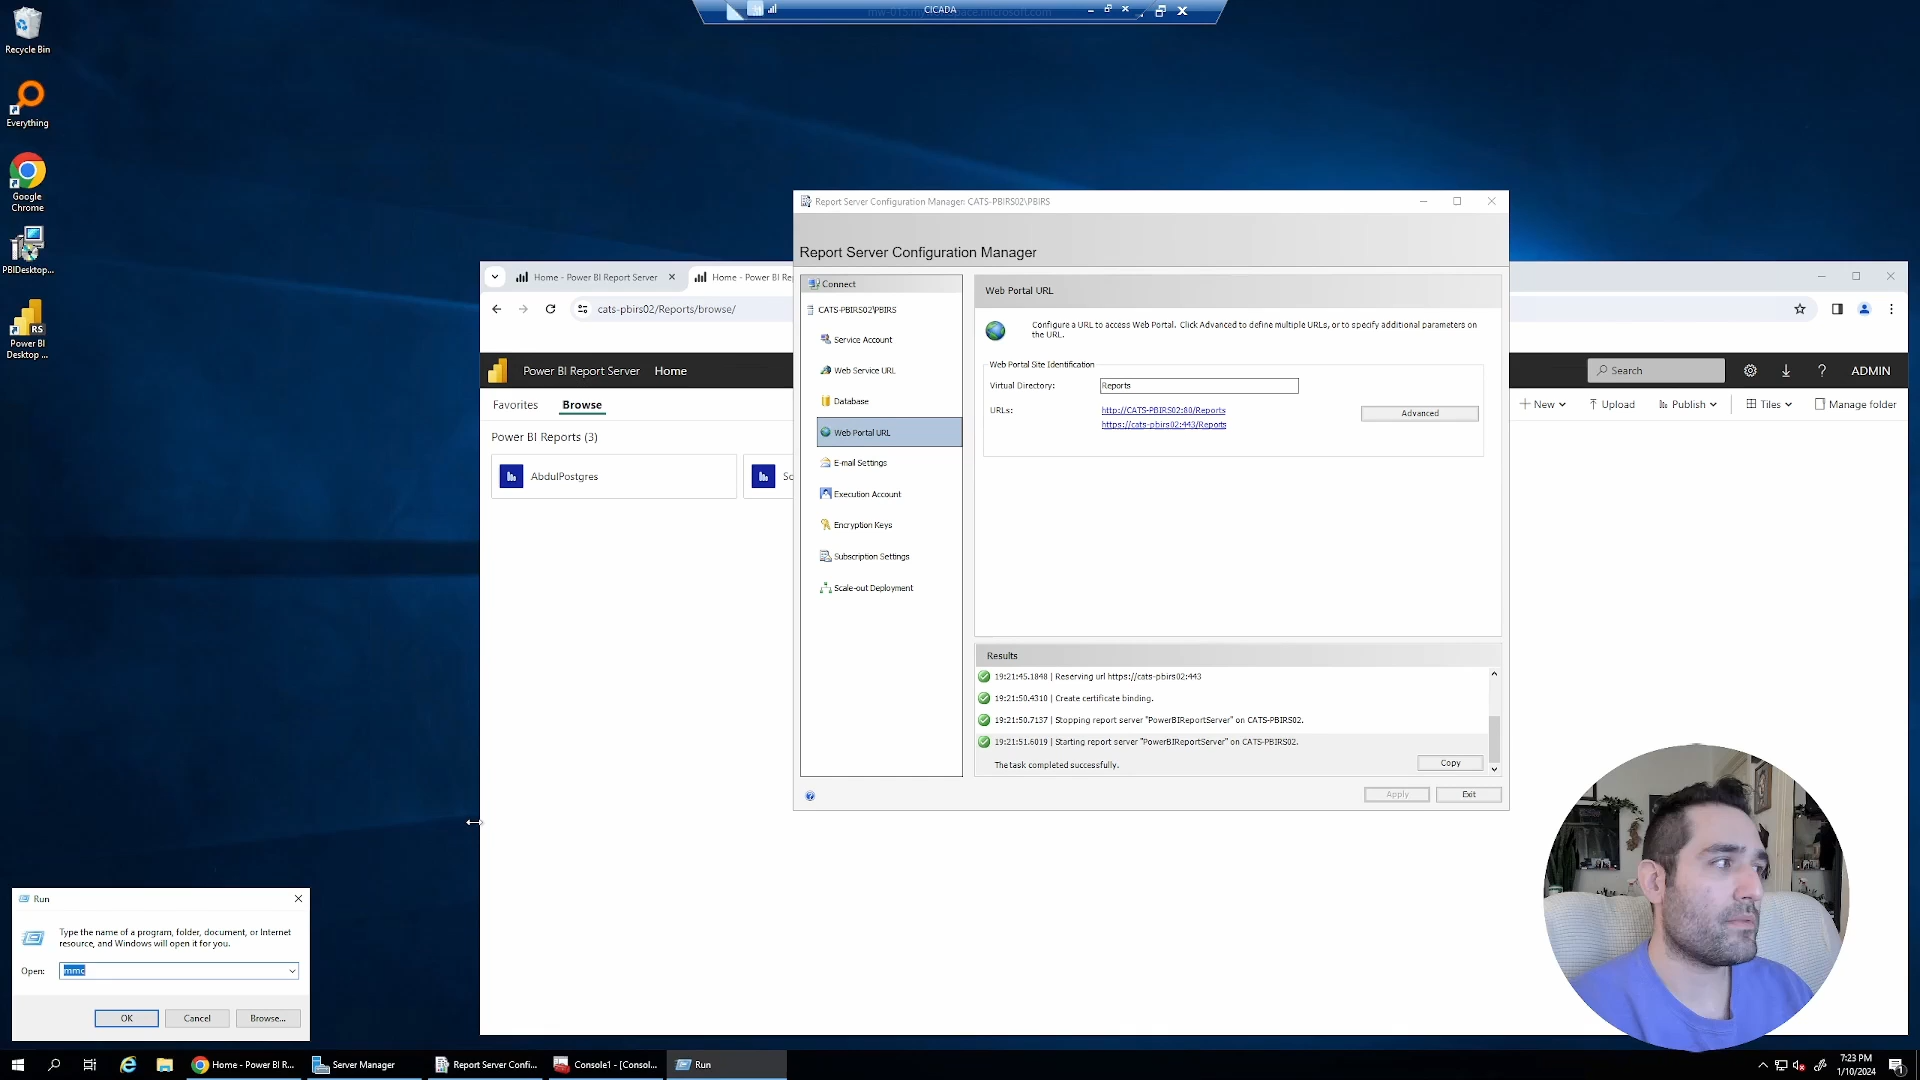 CICADA
mw-015.myworkspace.microsoft.com
Recycle Bin
Everything
Google
Chrome
PBIDesktop...
RS
Power BI
Desktop ...
Report Server Configuration Manager: CATS-PBIRS02\PBIRS
Report Server Configuration Manager
Connect
CATS-PBIRS02\PBIRS
Service Account
Web Service URL
Database
Web Portal URL
E-mail Settings
Execution Account
Encryption Keys
Subscription Settings
Scale-out Deployment
Web Portal URL
Configure a URL to access Web Portal. Click Advanced to define multiple URLs, or to specify additional parameters on
the URL.
Web Portal Site Identification
Virtual Directory:
Reports
URLs:
http://CATS-PBIRS02:80/Reports
https://cats-pbirs02:443/Reports
Advanced
Results
19:21:45.1848 | Reserving url https://cats-pbirs02:443
19:21:50.4310 | Create certificate binding.
19:21:50.7137 | Stopping report server "PowerBIReportServer" on CATS-PBIRS02.
19:21:51.6019 | Starting report server "PowerBIReportServer" on CATS-PBIRS02.
The task completed successfully.
Copy
Apply
Exit
Home - Power BI Report Server
Home - Power BI Re
cats-pbirs02/Reports/browse/
Power BI Report Server
Home
Search
ADMIN
Favorites
Browse
New
Upload
Publish
Tiles
Manage folder
Power BI Reports (3)
AbdulPostgres
Sc
Run
Type the name of a program, folder, document, or Internet
resource, and Windows will open it for you.
Open:
mmc
OK
Cancel
Browse...
Home - Power BI R...
Server Manager
Report Server Confi...
Console1 - [Consol...
Run
7:23 PM
1/10/2024
1